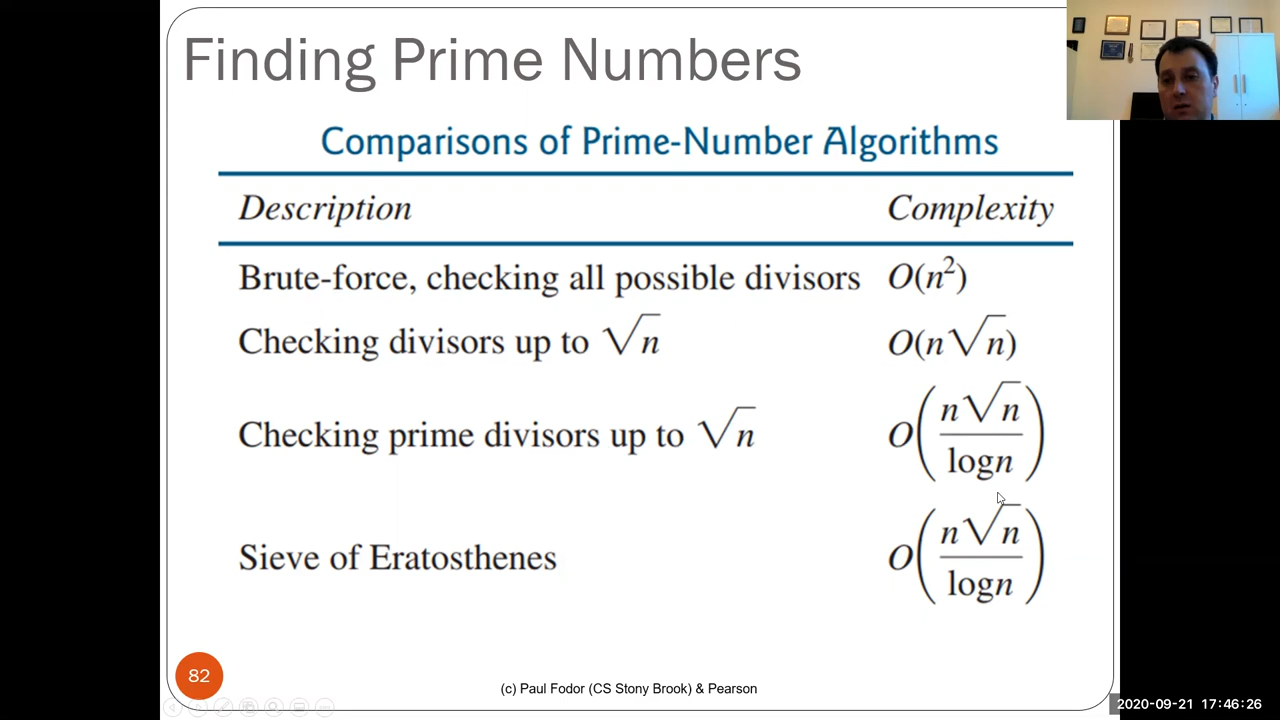 Finding Prime Numbers
Comparisons of Prime-Number Algorithms
Description Complexity
Brute-force, checking all possible divisors O(n²)
Checking divisors up to √n O(n√n)
Checking prime divisors up to √n O(n√n / logn)
Sieve of Eratosthenes O(n√n / logn)
82
(c) Paul Fodor (CS Stony Brook) & Pearson
2020-09-21 17:46:26